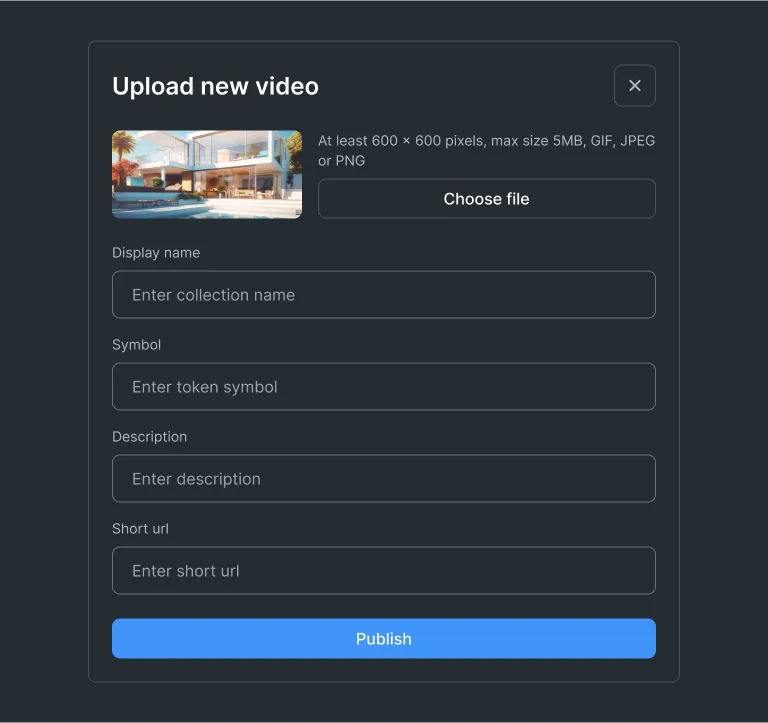 Upload new video
At least 600 × 600 pixels, max size 5MB, GIF, JPEG
or PNG
Choose file
Display name
Enter collection name
Symbol
Enter token symbol
Description
Enter description
Short url
Enter short url
Publish